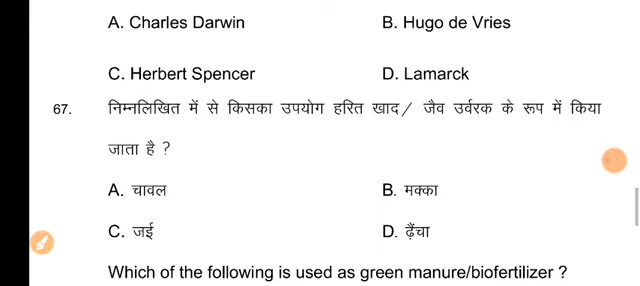 A. Charles Darwin B. Hugo de Vries
C. Herbert Spencer D. Lamarck
67. निम्नलिखित में से किसका उपयोग हरित खाद/ जैव उर्वरक के रूप में किया
जाता है ?
A. चावल B. मक्का
C. जई D. ढ़ैंचा
Which of the following is used as green manure/biofertilizer ?